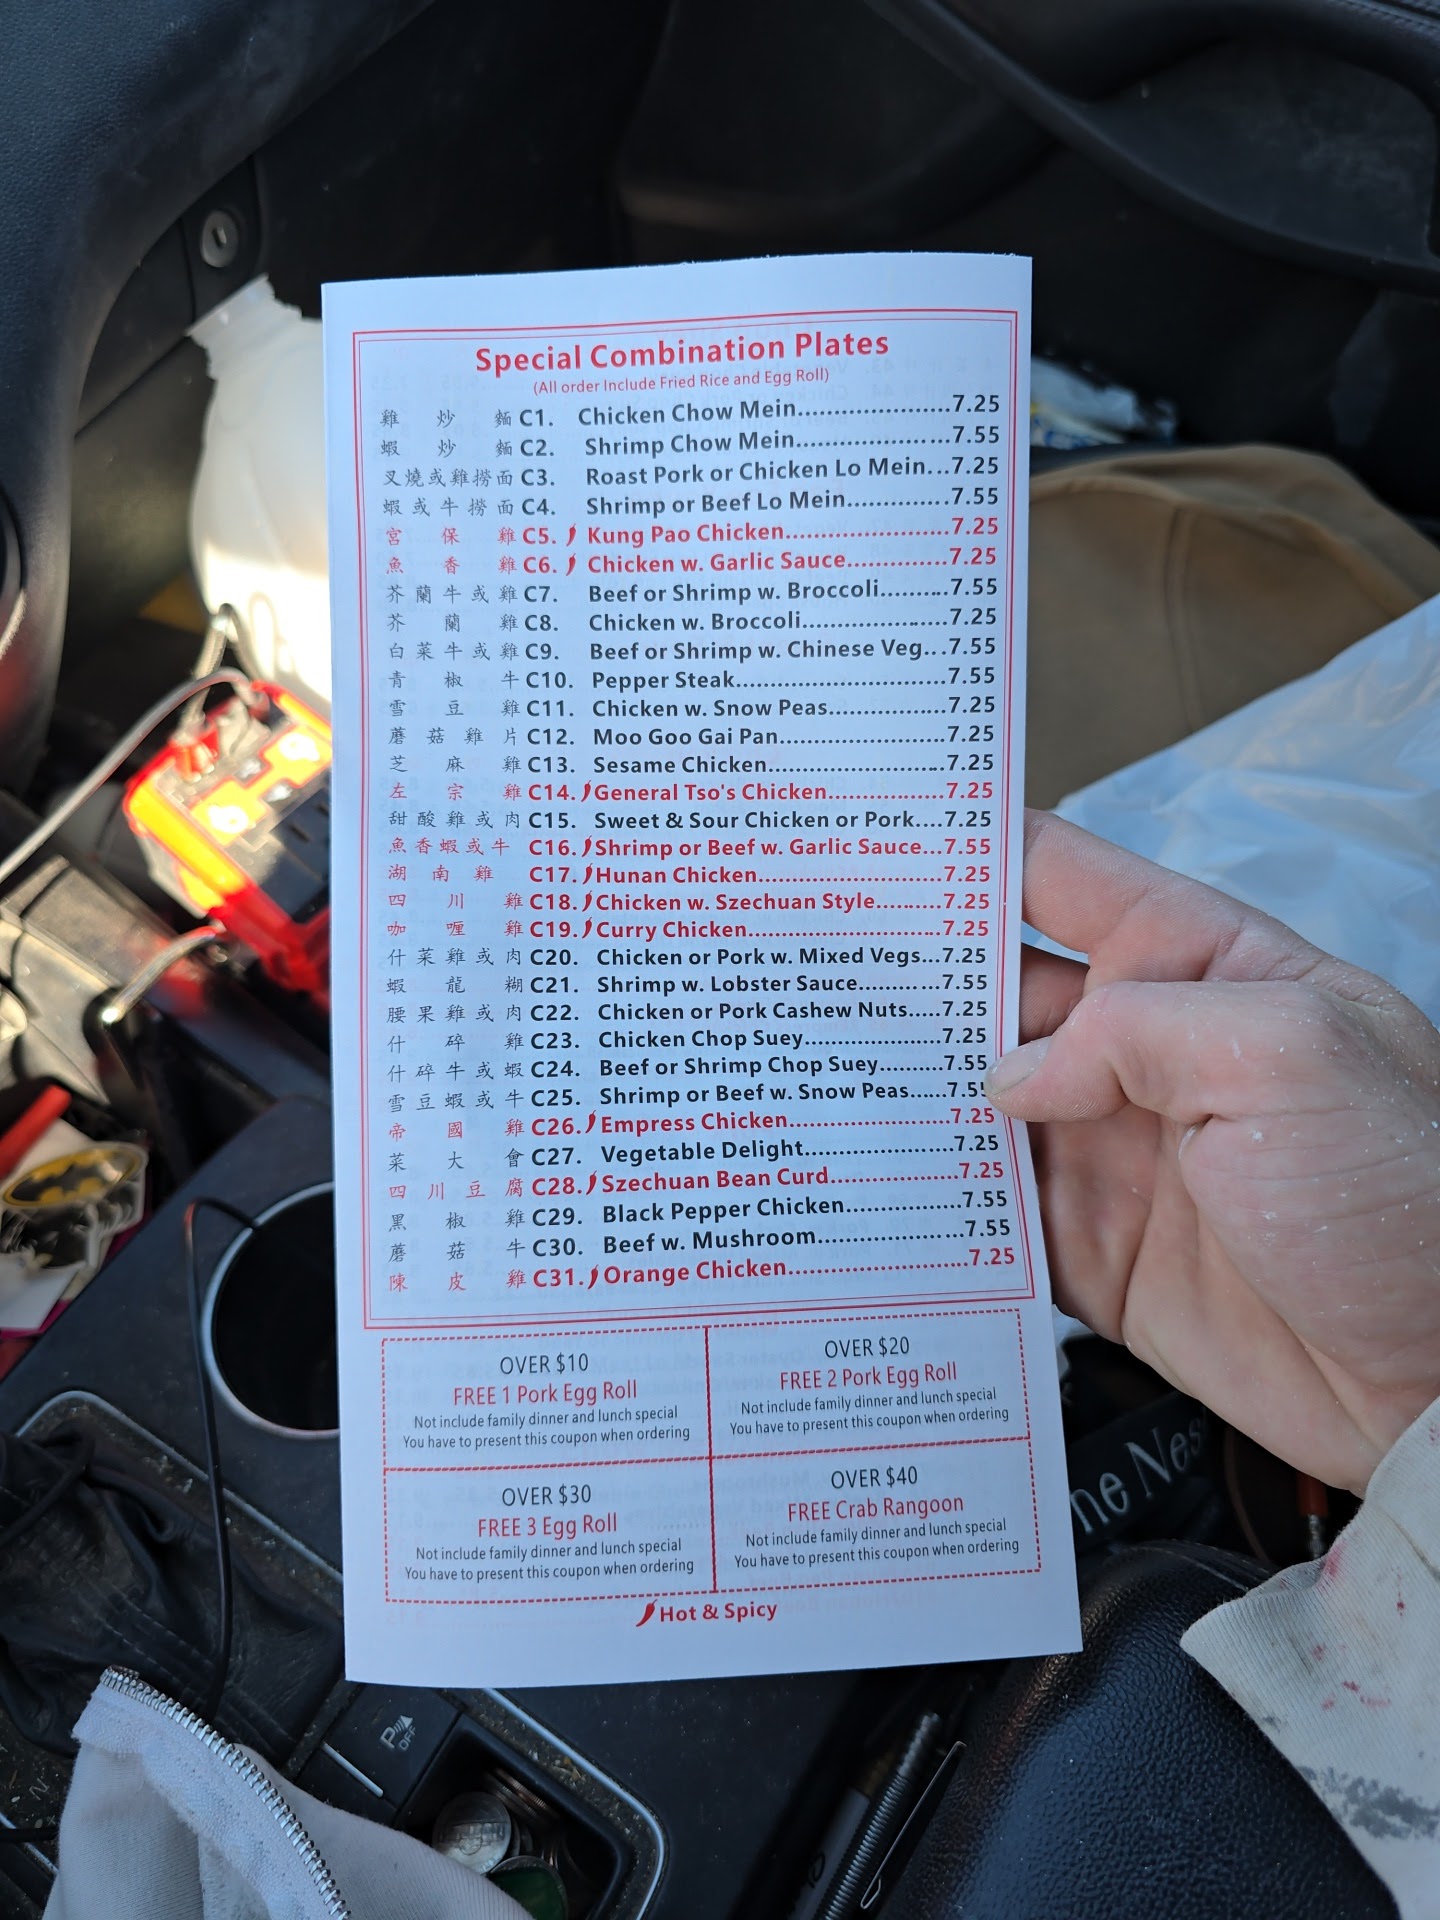 Special Combination Plates
(All order Include Fried Rice and Egg Roll)
雞 炒 麵 C1. Chicken Chow Mein....................7.25
蝦 炒 麵 C2. Shrimp Chow Mein....................7.55
叉燒或雞撈面 C3. Roast Pork or Chicken Lo Mein...7.25
蝦或牛撈面 C4. Shrimp or Beef Lo Mein.............7.55
宮 保 雞 C5. Kung Pao Chicken.....................7.25
魚 香 雞 C6. Chicken w. Garlic Sauce.............7.25
芥蘭牛或雞 C7. Beef or Shrimp w. Broccoli.........7.55
芥 蘭 雞 C8. Chicken w. Broccoli..................7.25
白菜牛或雞 C9. Beef or Shrimp w. Chinese Veg...7.55
青 椒 牛 C10. Pepper Steak...........................7.55
雪 豆 雞 C11. Chicken w. Snow Peas...............7.25
蘑菇雞片 C12. Moo Goo Gai Pan.....................7.25
芝 麻 雞 C13. Sesame Chicken.......................7.25
左 宗 雞 C14. General Tso's Chicken...............7.25
甜酸雞或肉 C15. Sweet & Sour Chicken or Pork....7.25
魚香蝦或牛 C16. Shrimp or Beef w. Garlic Sauce...7.55
湖南雞 C17. Hunan Chicken........................7.25
四 川 雞 C18. Chicken w. Szechuan Style.........7.25
咖 喱 雞 C19. Curry Chicken.........................7.25
什菜雞或肉 C20. Chicken or Pork w. Mixed Vegs...7.25
蝦 龍 糊 C21. Shrimp w. Lobster Sauce............7.55
腰果雞或肉 C22. Chicken or Pork Cashew Nuts.....7.25
什 碎 雞 C23. Chicken Chop Suey..................7.25
什碎牛或蝦 C24. Beef or Shrimp Chop Suey.........7.55
雪豆蝦或牛 C25. Shrimp or Beef w. Snow Peas......7.55
帝 國 雞 C26. Empress Chicken.....................7.25
菜 大 會 C27. Vegetable Delight....................7.25
四川豆腐 C28. Szechuan Bean Curd................7.25
黑 椒 雞 C29. Black Pepper Chicken...............7.55
蘑 菇 牛 C30. Beef w. Mushroom...................7.55
陳 皮 雞 C31. Orange Chicken.......................7.25
OVER $10
FREE 1 Pork Egg Roll
Not include family dinner and lunch special
You have to present this coupon when ordering
OVER $20
FREE 2 Pork Egg Roll
Not include family dinner and lunch special
You have to present this coupon when ordering
OVER $30
FREE 3 Egg Roll
Not include family dinner and lunch special
You have to present this coupon when ordering
OVER $40
FREE Crab Rangoon
Not include family dinner and lunch special
You have to present this coupon when ordering
Hot & Spicy
P
OFF
N